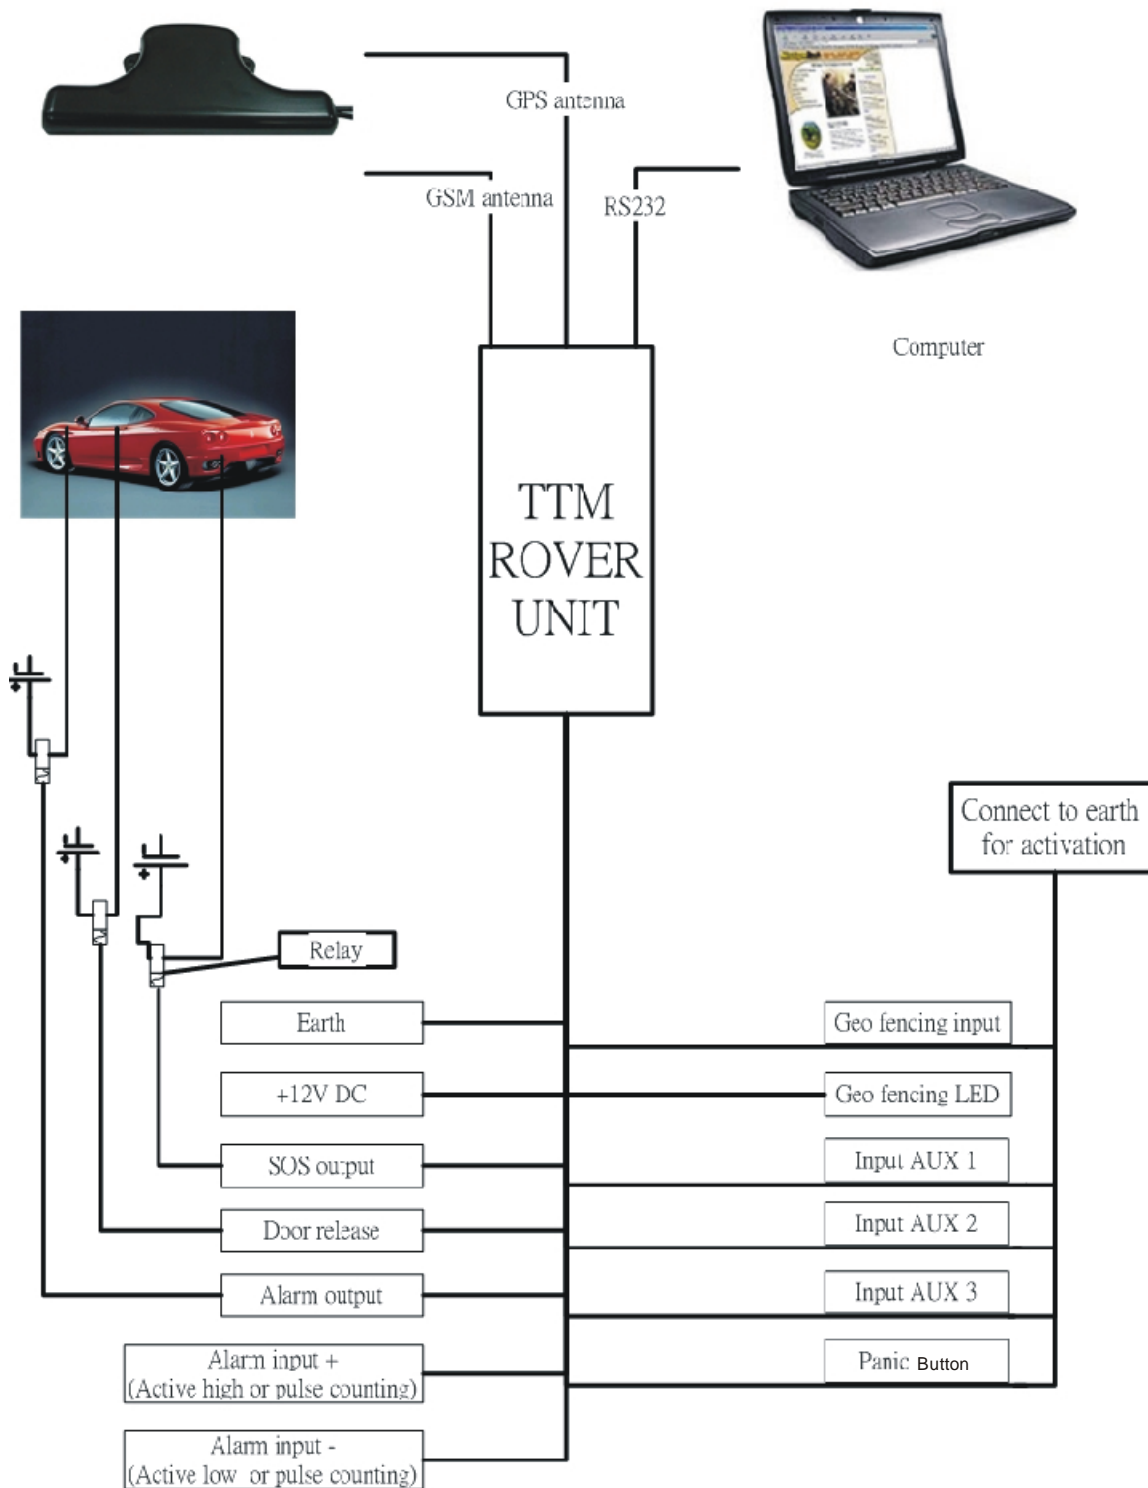 GPS antenna
GSM antenna
RS232
Computer
TTM
ROVER
UNIT
Connect to earth
for activation
Relay
Earth
Geo fencing input
+12V DC
Geo fencing LED
SOS output
Input AUX 1
Door release
Input AUX 2
Alarm output
Input AUX 3
Alarm input +
(Active high or pulse counting)
Panic Button
Alarm input -
(Active low or pulse counting)